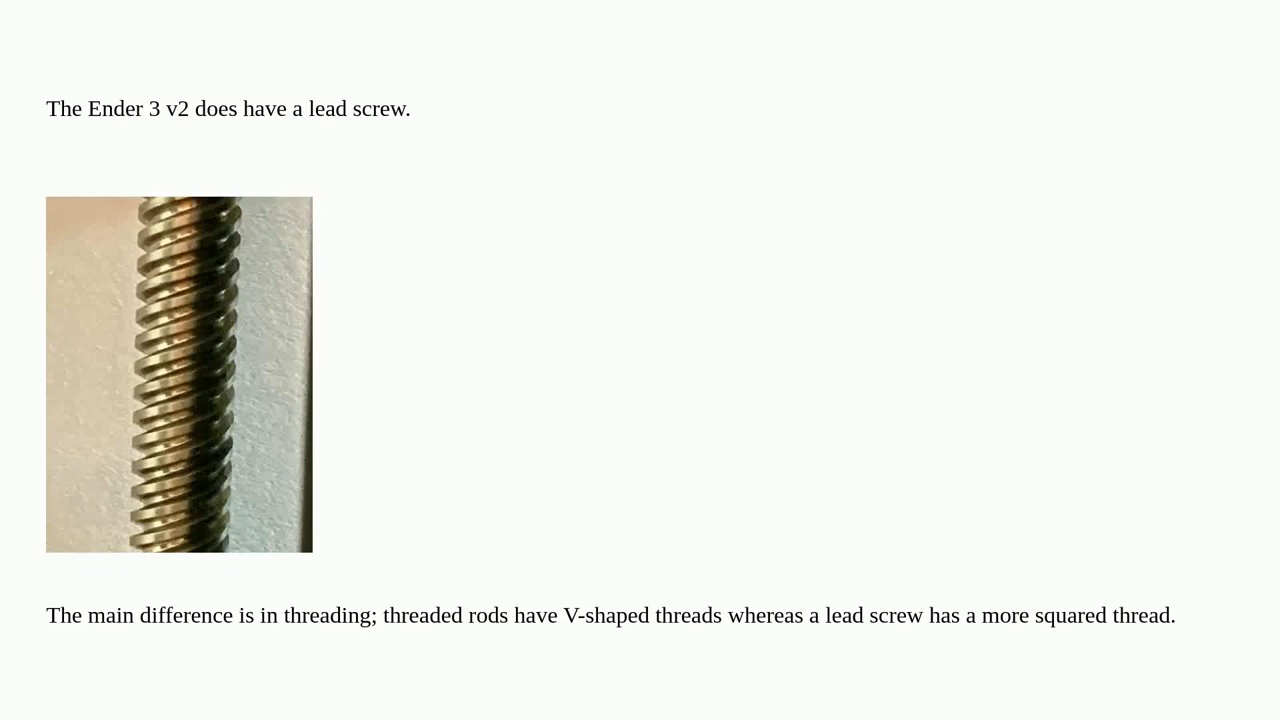 The Ender 3 v2 does have a lead screw.
The main difference is in threading; threaded rods have V-shaped threads whereas a lead screw has a more squared thread.